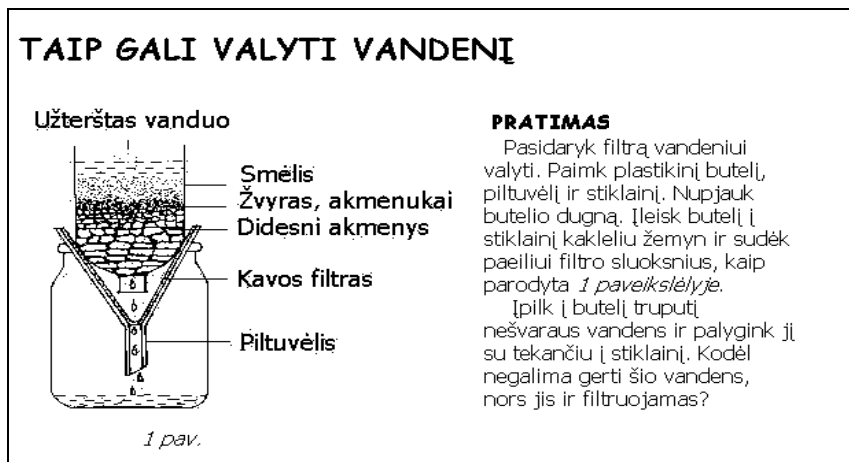 TAIP GALI VALYTI VANDENĮ
Užterštas vanduo
Smėlis
Žvyras, akmenukai
Didesni akmenys
Kavos filtras
Piltuvėlis
1 pav.
PRATIMAS
Pasidaryk filtrą vandeniui
valyti. Paimk plastikinį butelį,
piltuvėlį ir stiklainį. Nupjauk
butelio dugną. Įleisk butelį į
stiklainį kakleliu žemyn ir sudėk
paeiliui filtro sluoksnius, kaip
parodyta 1 paveikslėlyje.
Įpilk į butelį truputį
nešvaraus vandens ir palygink jį
su tekančiu į stiklainį. Kodėl
negalima gerti šio vandens,
nors jis ir filtruojamas?